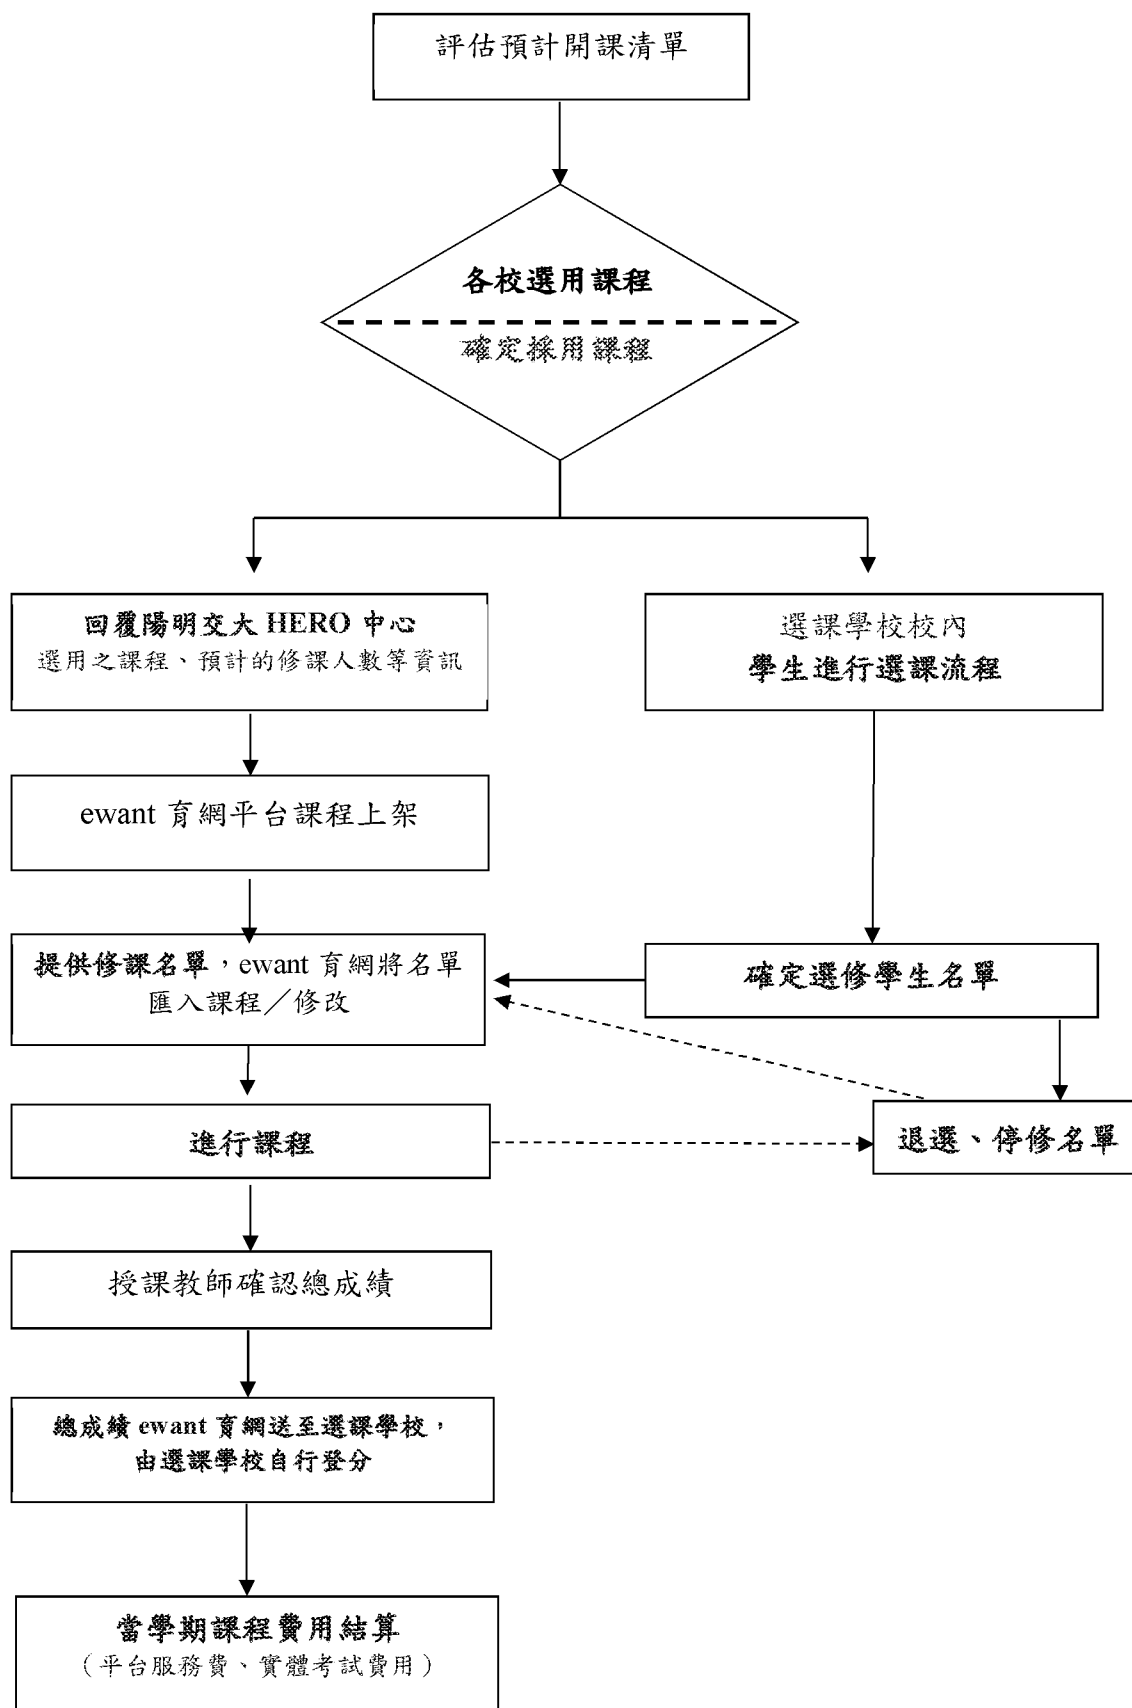 評估預計開課清單
各校選用課程
確定採用課程
回覆陽明交大 HERO 中心
選用之課程、預計的修課人數等資訊
選課學校校內
學生進行選課流程
ewant 育網平台課程上架
提供修課名單，ewant 育網將名單
匯入課程／修改
確定選修學生名單
進行課程
退選、停修名單
授課教師確認總成績
總成績 ewant 育網送至選課學校，
由選課學校自行登分
當學期課程費用結算
（平台服務費、實體考試費用）